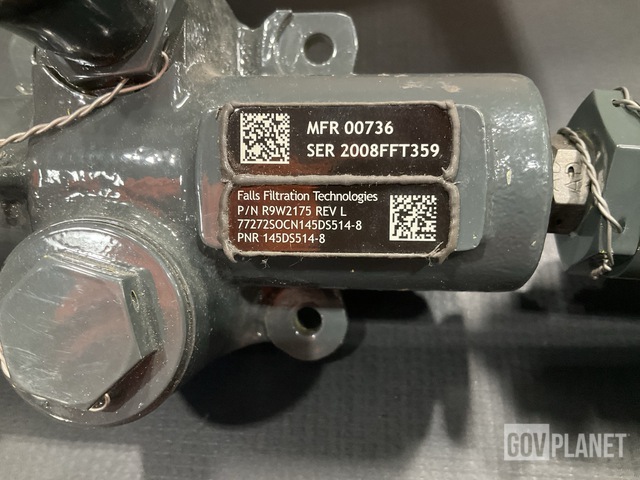 MFR 00736
SER 2008FFT359
Falls Filtration Technologies
P/N R9W2175 REV L
77272SOCN145DS514-8
PNR 145DS514-8
GOVPLANET